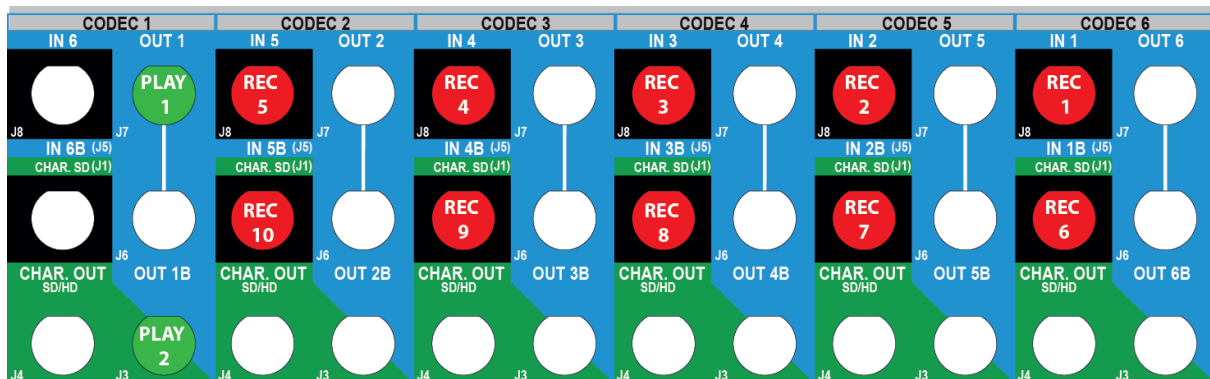 CODEC 1 CODEC 2 CODEC 3 CODEC 4 CODEC 5 CODEC 6
IN 6 OUT 1 IN 5 OUT 2 IN 4 OUT 3 IN 3 OUT 4 IN 2 OUT 5 IN 1 OUT 6
PLAY REC REC REC REC REC
1 5 4 3 2 1
J8 J7 J8 J7 J8 J7 J8 J7 J8 J7 J8 J7
IN 6B (J5) IN 5B (J5) IN 4B (J5) IN 3B (J5) IN 2B (J5) IN 1B (J5)
CHAR. SD (J1) CHAR. SD (J1) CHAR. SD (J1) CHAR. SD (J1) CHAR. SD (J1) CHAR. SD (J1)
REC REC REC REC REC
10 9 8 7 6
J6 J6 J6 J6 J6 J6
CHAR. OUT OUT 1B CHAR. OUT OUT 2B CHAR. OUT OUT 3B CHAR. OUT OUT 4B CHAR. OUT OUT 5B CHAR. OUT OUT 6B
SD/HD SD/HD SD/HD SD/HD SD/HD SD/HD
PLAY
2
J4 J3 J4 J3 J4 J3 J4 J3 J4 J3 J4 J3